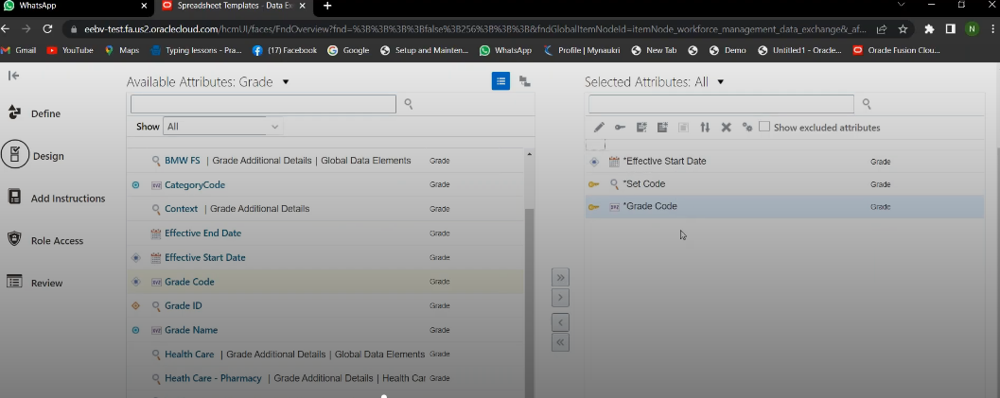 WhatsApp
Spreadsheet Templates - Data Ex
eebv-test.fa.us2.oraclecloud.com/hcmUI/faces/FndOverview?fnd=%3B%3B%3B%3Bfalse%3B256%3B%3B%3B&fndGlobalItemNodeId=itemNode_workforce_management_data_exchange&_af...
N
Gmail YouTube Maps Typing lessons - Pra... (17) Facebook Google Setup and Mainten... WhatsApp Profile | Mynaukri New Tab Demo Untitled1 - Oracle... Oracle Fusion Clou...
Define
Design
Add Instructions
Role Access
Review
Available Attributes: Grade
Show All
BMW FS | Grade Additional Details | Global Data Elements Grade
CategoryCode Grade
Context | Grade Additional Details Grade
Effective End Date Grade
Effective Start Date Grade
Grade Code Grade
Grade ID Grade
Grade Name Grade
Health Care | Grade Additional Details | Global Data Elements Grade
Heath Care - Pharmacy | Grade Additional Details | Health Car Grade
Selected Attributes: All
Show excluded attributes
*Effective Start Date Grade
*Set Code Grade
*Grade Code Grade